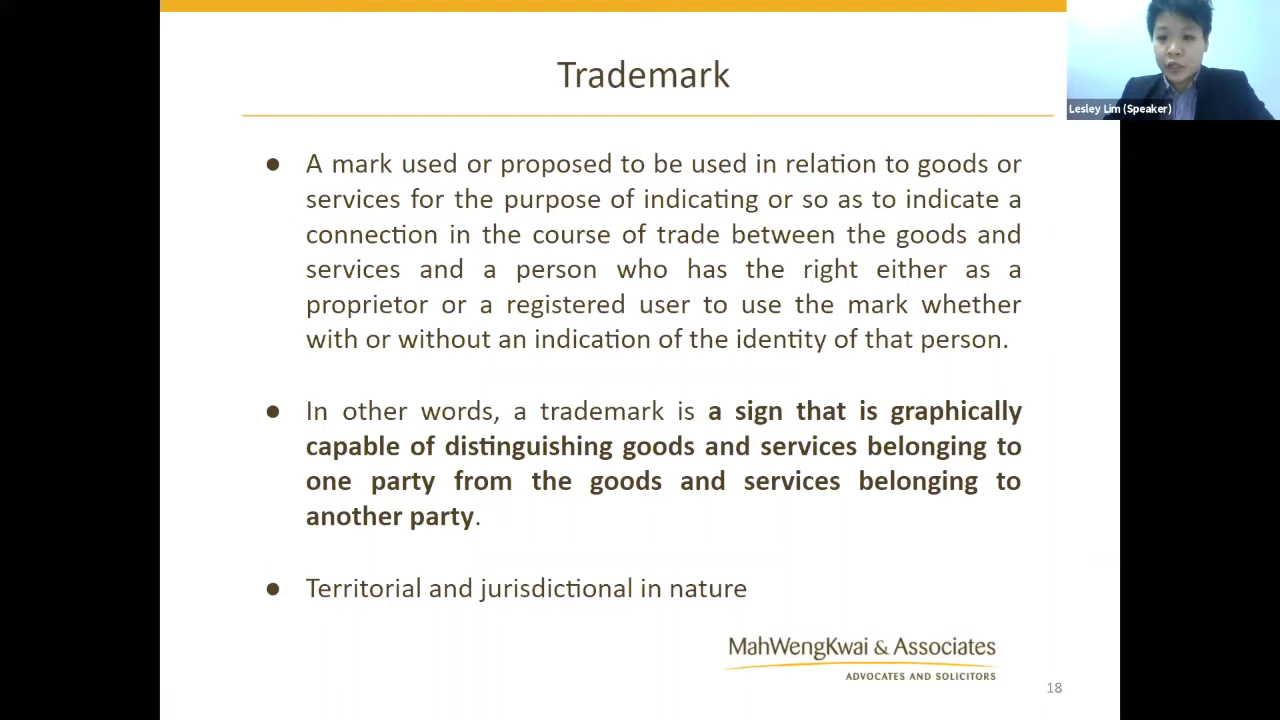 Trademark
Lesley Lim (Speaker)
● A mark used or proposed to be used in relation to goods or
services for the purpose of indicating or so as to indicate a
connection in the course of trade between the goods and
services and a person who has the right either as a
proprietor or a registered user to use the mark whether
with or without an indication of the identity of that person.
● In other words, a trademark is a sign that is graphically
capable of distinguishing goods and services belonging to
one party from the goods and services belonging to
another party.
● Territorial and jurisdictional in nature
MahWengKwai & Associates
ADVOCATES AND SOLICITORS
18